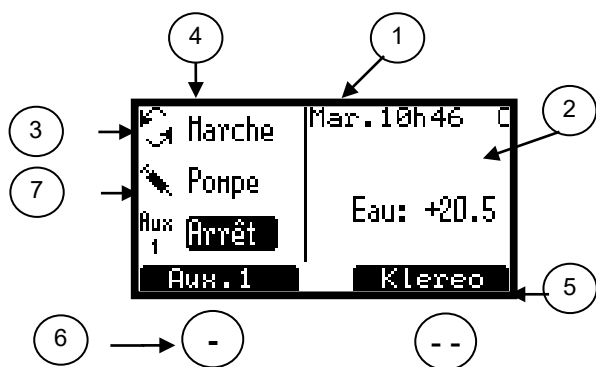 4
1
3
Marche
Mar.10h46 C
2
7
Pompe
Aux
1
Arrêt
Eau: +20.5
Aux.1
Klereo
5
6
-
--